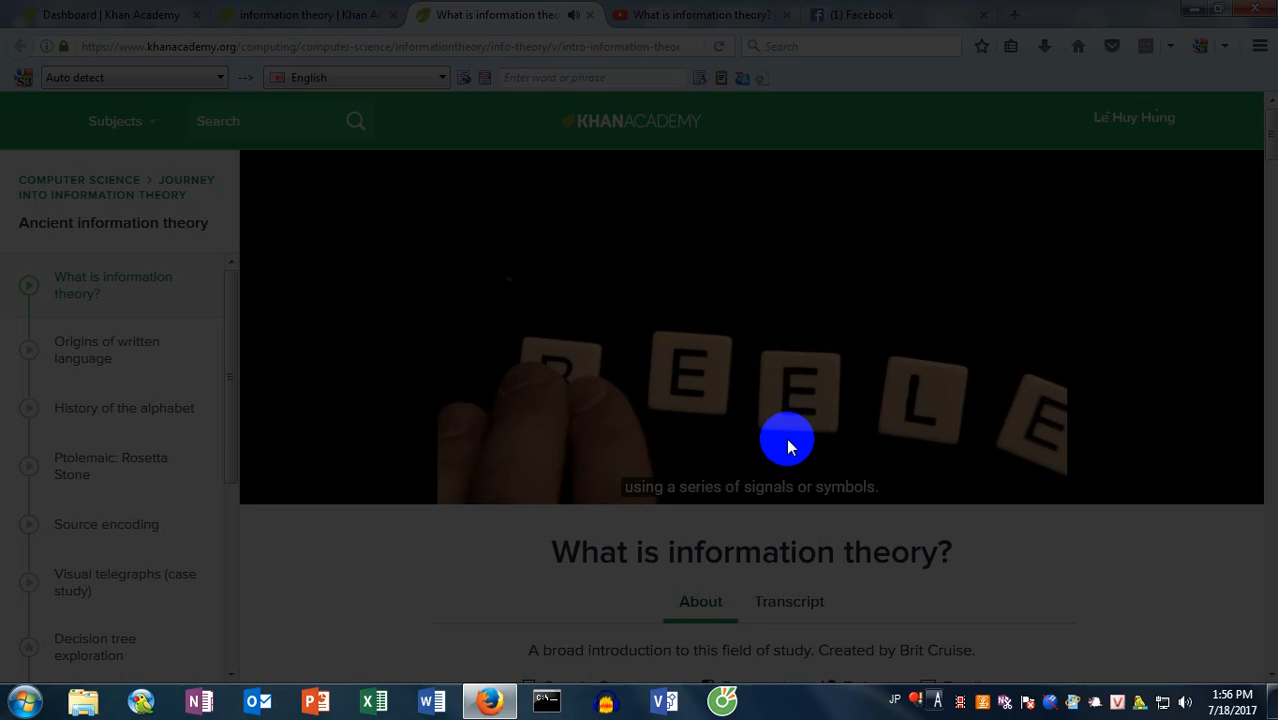 Dashboard | Khan Academy
information theory | Khan Ac
What is information theo
What is information theory?
(1) Facebook
https://www.khanacademy.org/computing/computer-science/informationtheory/info-theory/v/intro-information-theor
Search
Auto detect
-->
English
Enter word or phrase
Subjects
Search
KHANACADEMY
Lê Huy Hùng
COMPUTER SCIENCE > JOURNEY
INTO INFORMATION THEORY
Ancient information theory
What is information
theory?
Origins of written
language
History of the alphabet
Ptolemaic: Rosetta
Stone
Source encoding
Visual telegraphs (case
study)
Decision tree
exploration
E E L E
using a series of signals or symbols.
What is information theory?
About
Transcript
A broad introduction to this field of study. Created by Brit Cruise.
JP
A
1:56 PM
7/18/2017